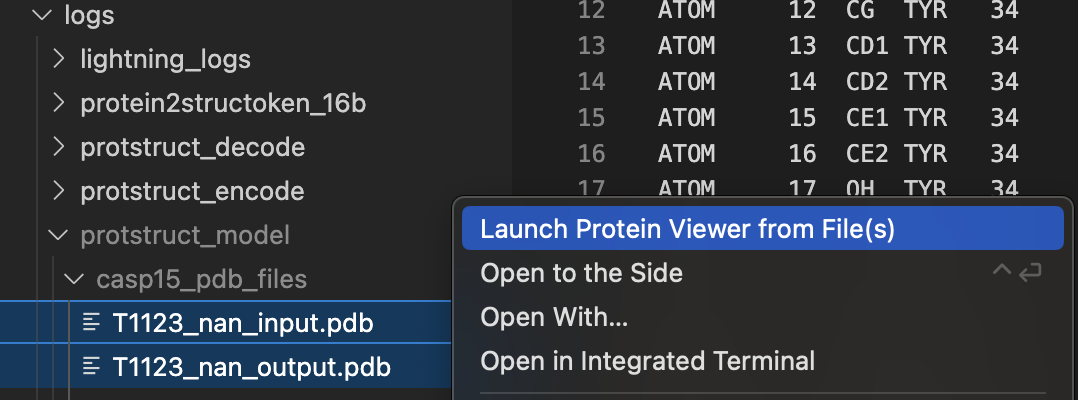 logs
lightning_logs
protein2structoken_16b
protstruct_decode
protstruct_encode
protstruct_model
casp15_pdb_files
T1123_nan_input.pdb
T1123_nan_output.pdb
12 ATOM 12 CG TYR 34
13 ATOM 13 CD1 TYR 34
14 ATOM 14 CD2 TYR 34
15 ATOM 15 CE1 TYR 34
16 ATOM 16 CE2 TYR 34
17 ATOM 17 OH TYR 34
Launch Protein Viewer from File(s)
Open to the Side ^↩
Open With...
Open in Integrated Terminal